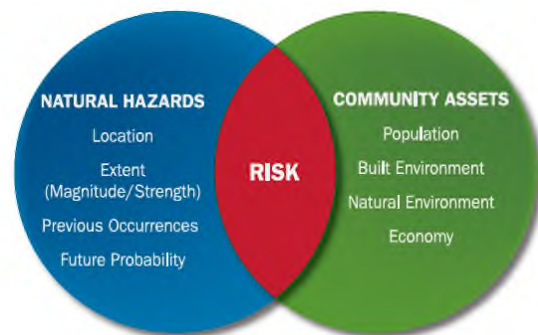 NATURAL HAZARDS
Location
Extent
(Magnitude/Strength)
Previous Occurrences
Future Probability
RISK
COMMUNITY ASSETS
Population
Built Environment
Natural Environment
Economy